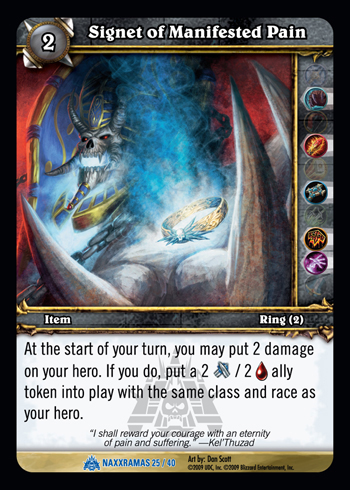 2
Signet of Manifested Pain
Item
Ring (2)
At the start of your turn, you may put 2 damage
on your hero. If you do, put a 2 / 2 ally
token into play with the same class and race as
your hero.
"I shall reward your courage with an eternity
of pain and suffering." —Kel'Thuzad
NAXXRAMAS 25 / 40
Art by: Don Scott
©2009 UDC, Inc. ©2009 Blizzard Entertainment, Inc.